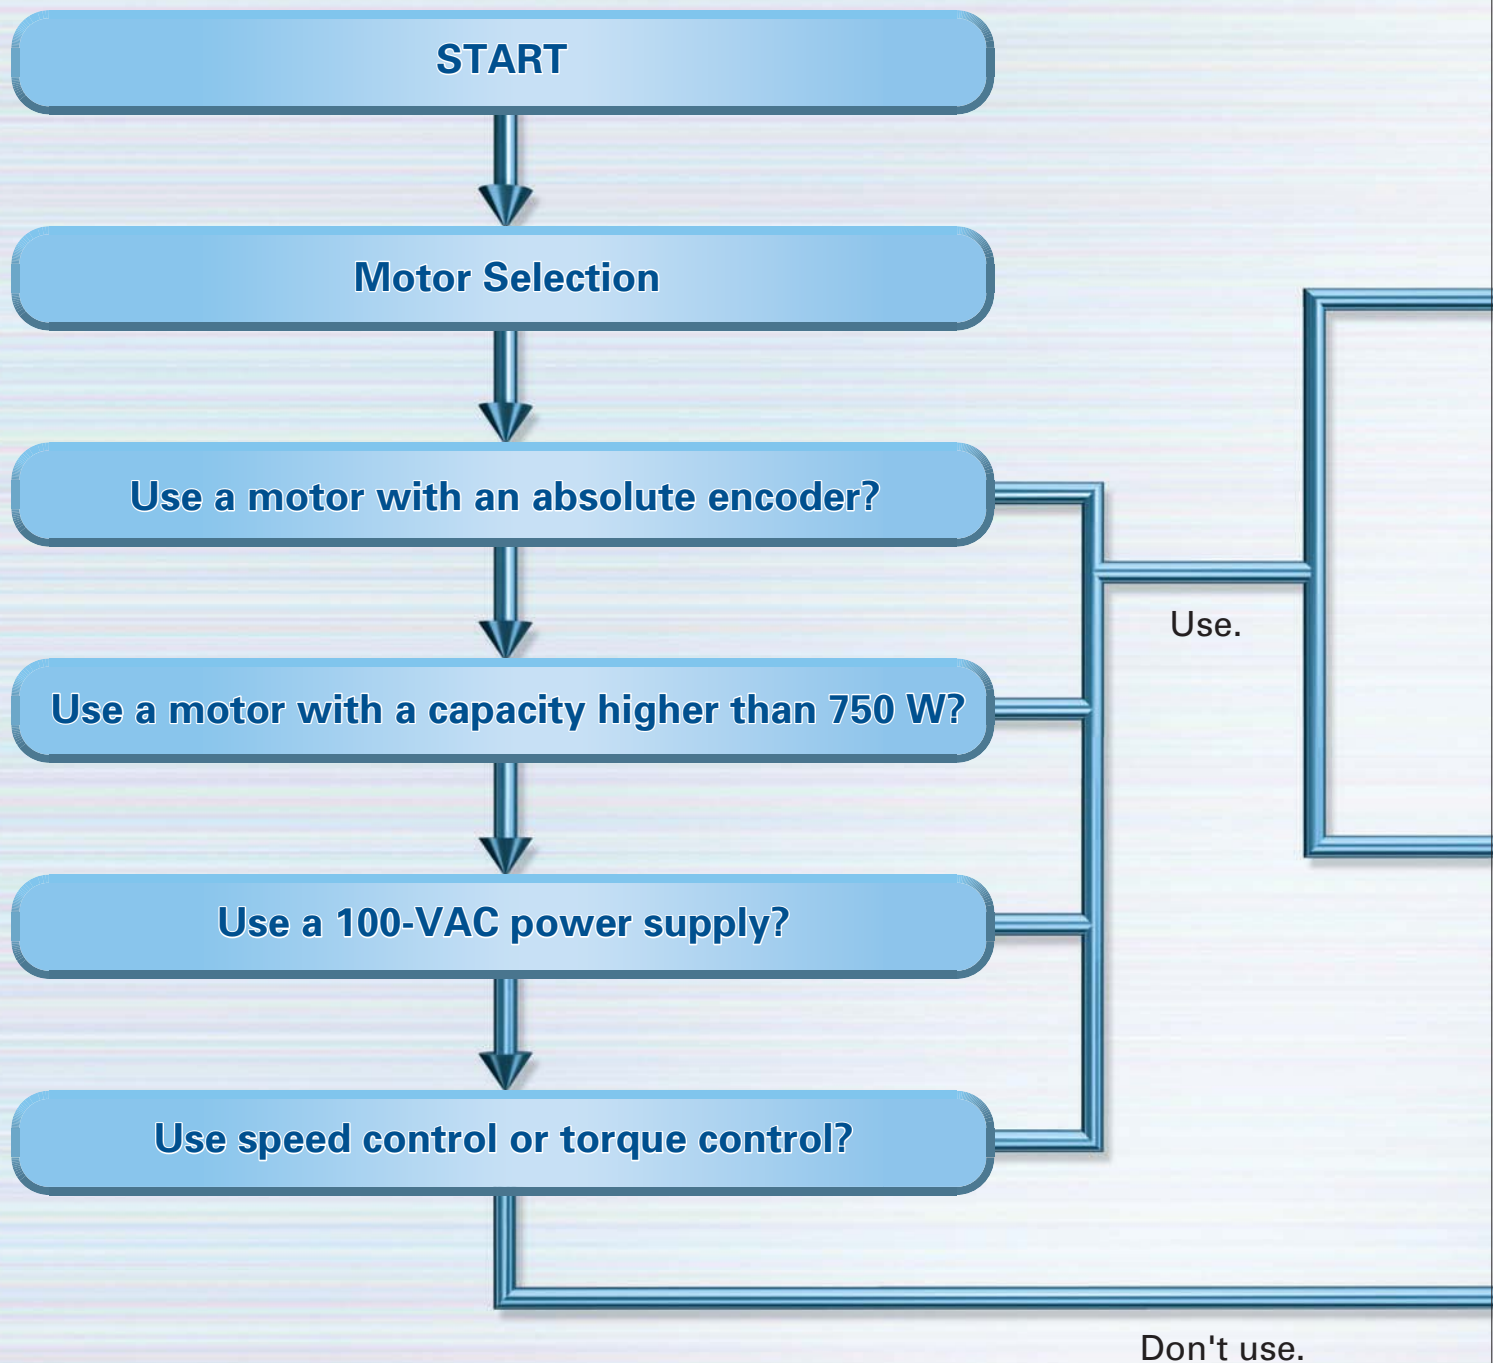 START
Motor Selection
Use a motor with an absolute encoder?
Use.
Use a motor with a capacity higher than 750 W?
Use a 100-VAC power supply?
Use speed control or torque control?
Don't use.